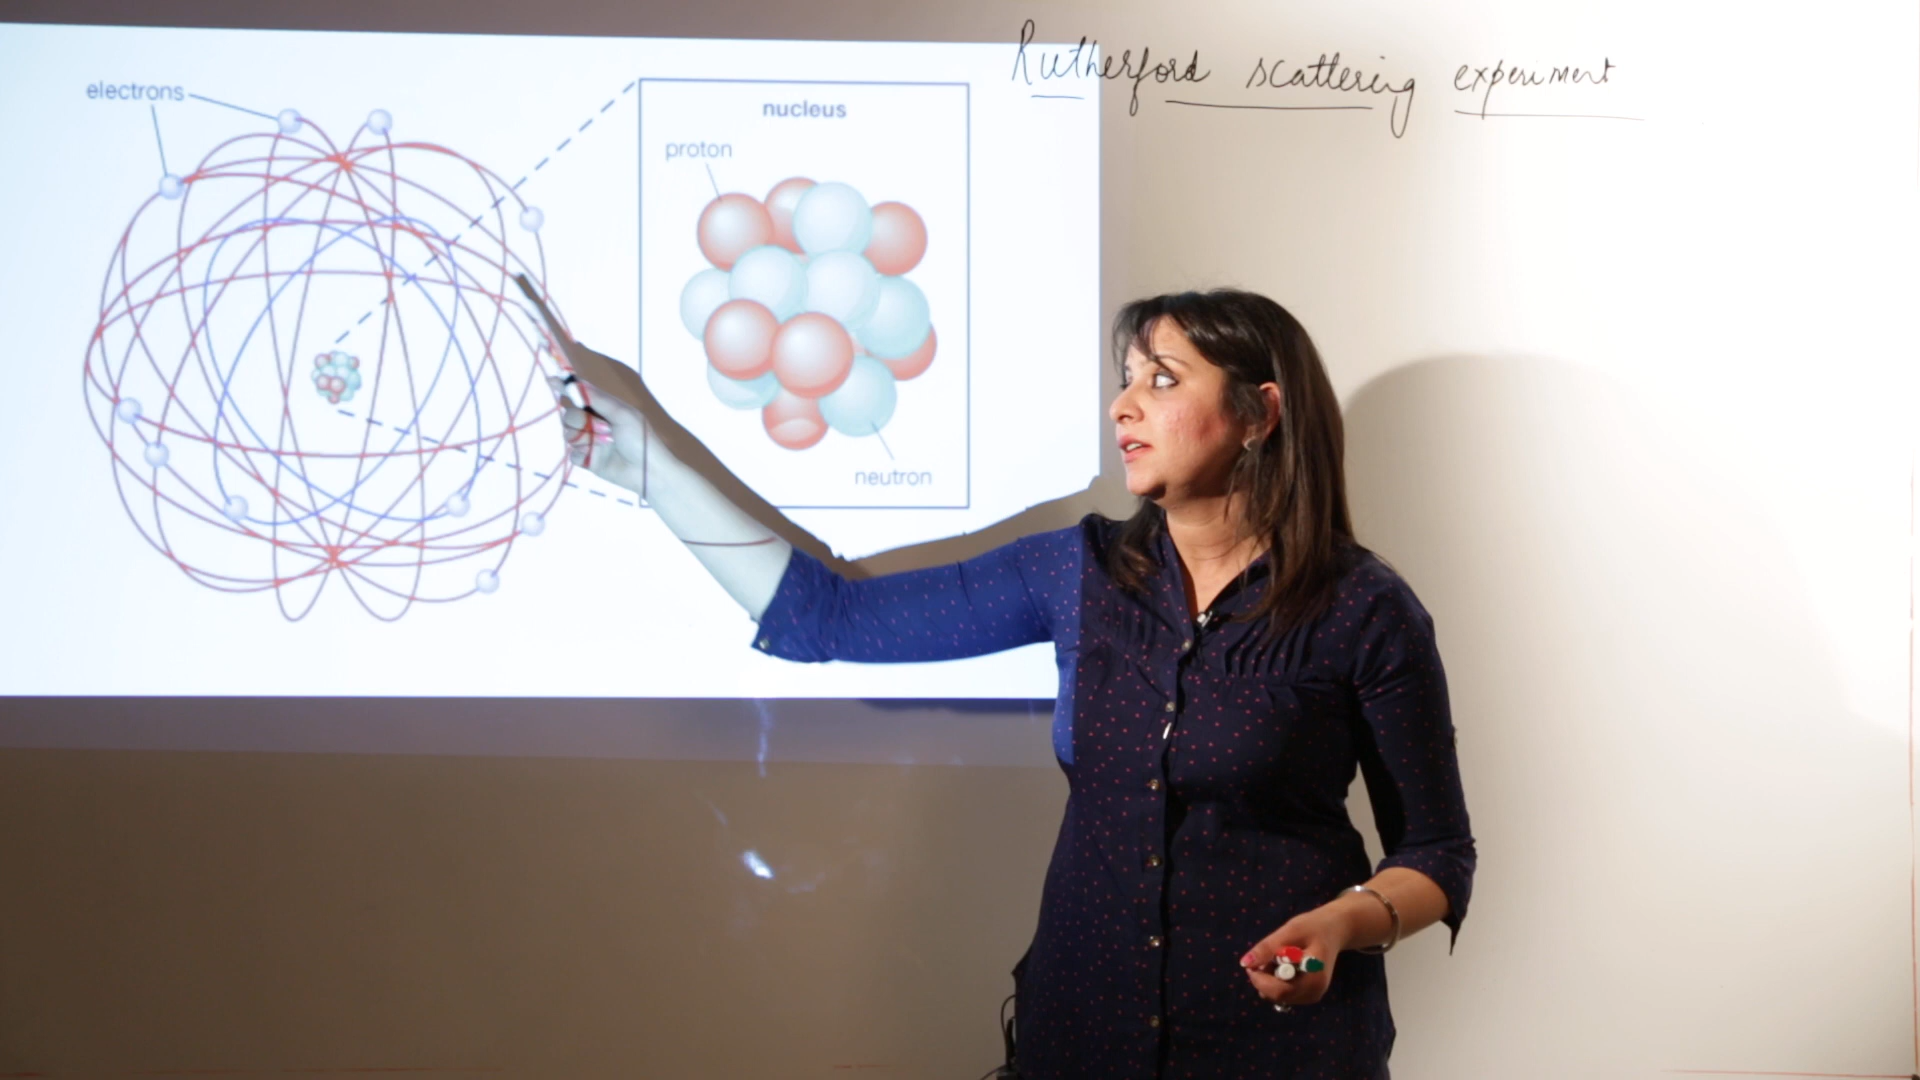 Rutherford scattering experiment
electrons
nucleus
proton
neutron